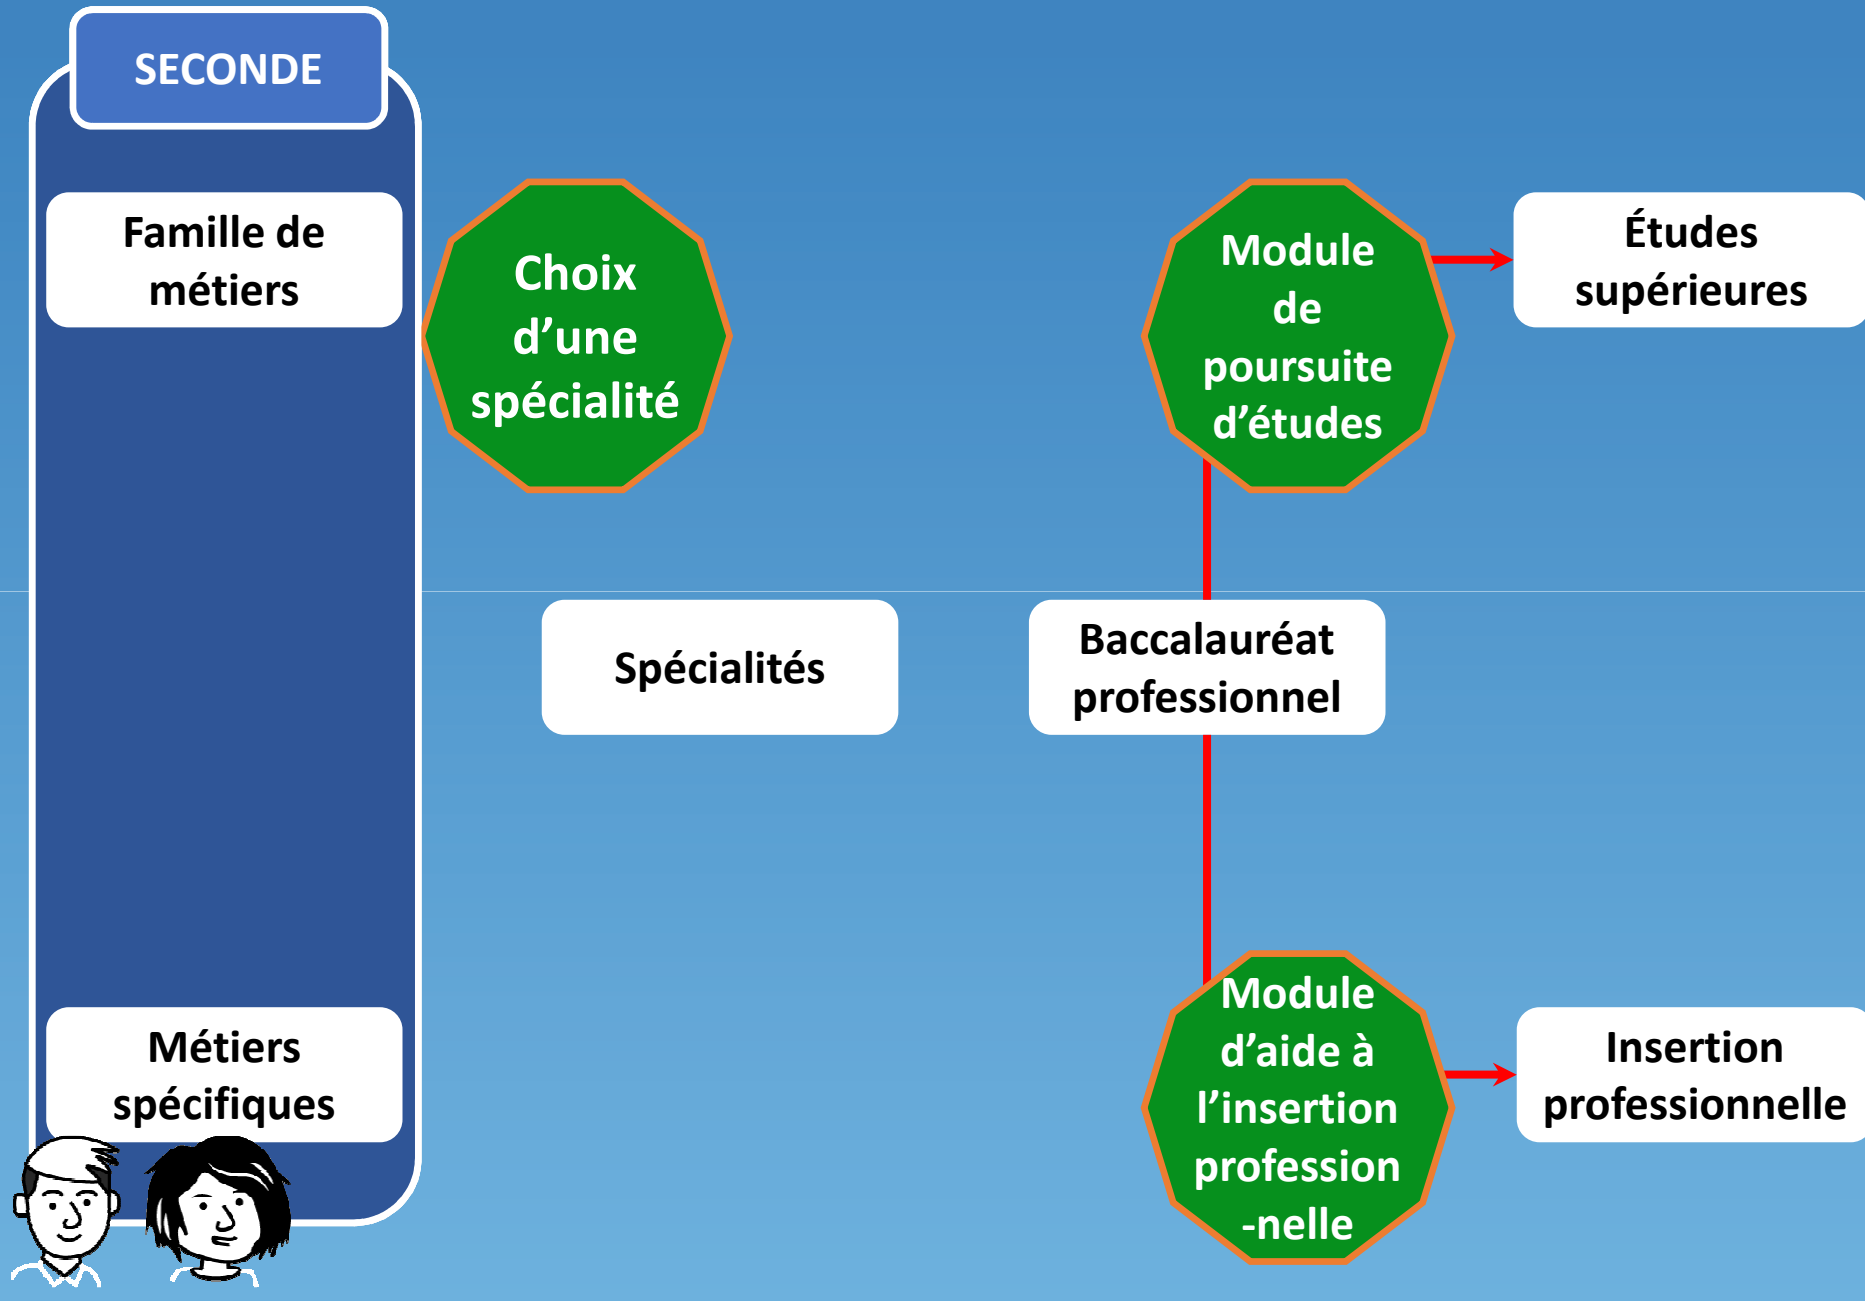 SECONDE
Famille de
métiers
Choix
d’une
spécialité
Module
de
poursuite
d’études
Études
supérieures
Spécialités
Baccalauréat
professionnel
Métiers
spécifiques
Module
d’aide à
l’insertion
profession
-nelle
Insertion
professionnelle